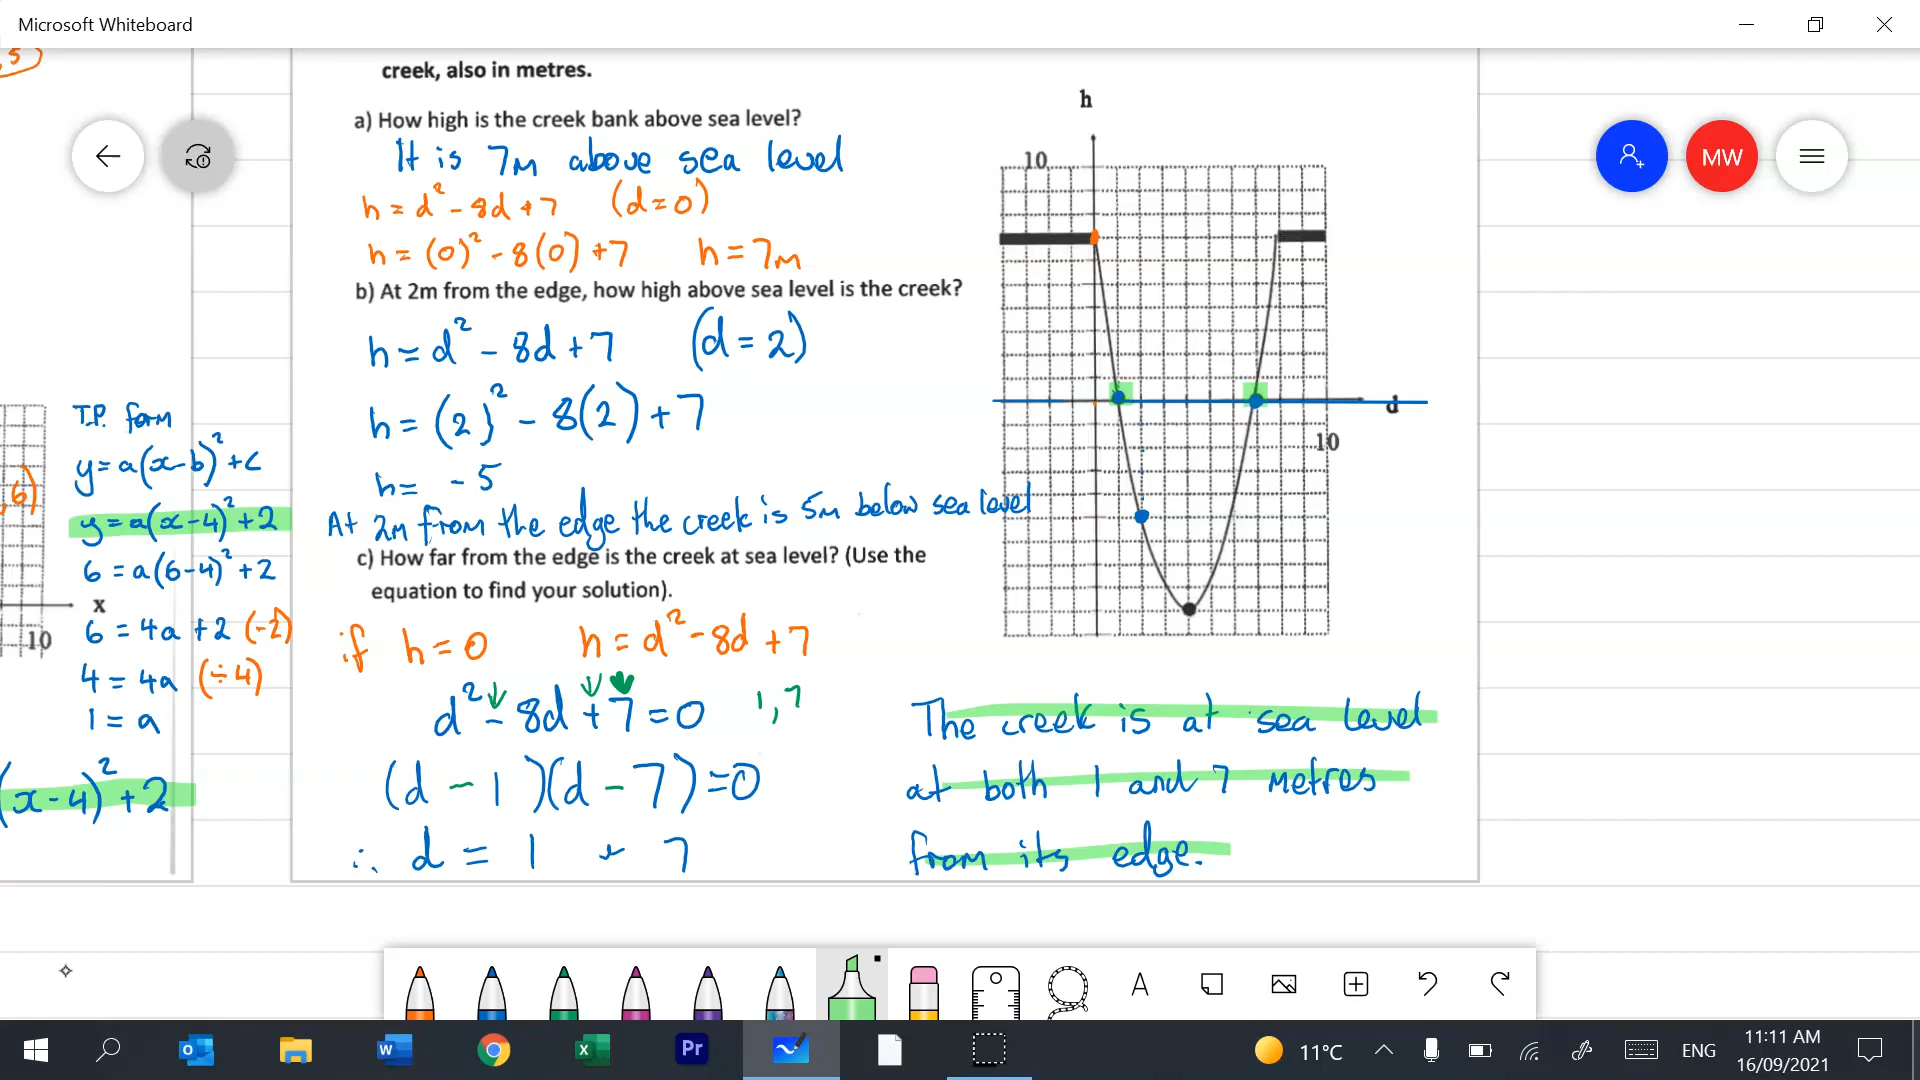 Microsoft Whiteboard
5
creek, also in metres.
a) How high is the creek bank above sea level?
It is 7m above sea level
h = d² - 8d + 7 (d = 0)
h = (0)² - 8(0) + 7 h = 7m
b) At 2m from the edge, how high above sea level is the creek?
h = d² - 8d + 7 (d = 2)
h = (2)² - 8(2) + 7
h = - 5
At 2m from the edge the creek is 5m below sea level
c) How far from the edge is the creek at sea level? (Use the
equation to find your solution).
if h = 0 h = d² - 8d + 7
d² - 8d + 7 = 0 1, 7
(d - 1)(d - 7) = 0
∴ d = 1 + 7
h
10
d
10
The creek is at sea level
at both 1 and 7 metres
from its edge.
T.P. form
y = a(x-b)² + c
, 6)
y = a(x-4)² + 2
6 = a(6-4)² + 2
x
10
6 = 4a + 2 (-2)
4 = 4a (÷4)
1 = a
(x-4)² + 2
MW
A
W
X
Pr
11°C
ENG
11:11 AM
16/09/2021